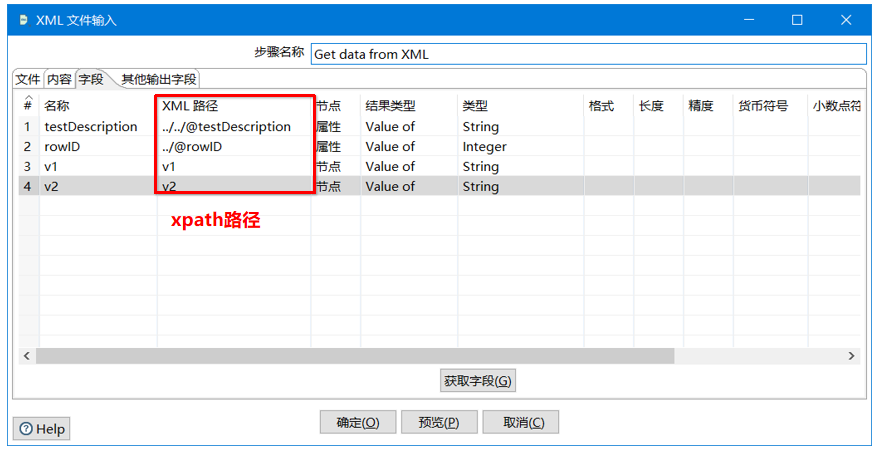 XML 文件输入
步骤名称 Get data from XML
文件 内容 字段 其他输出字段
# 名称 XML 路径 节点 结果类型 类型 格式 长度 精度 货币符号 小数点符
1 testDescription ../../@testDescription 属性 Value of String
2 rowID ../@rowID 属性 Value of Integer
3 v1 v1 节点 Value of String
4 v2 v2 节点 Value of String
xpath路径
获取字段(G)
确定(O) 预览(P) 取消(C)
Help